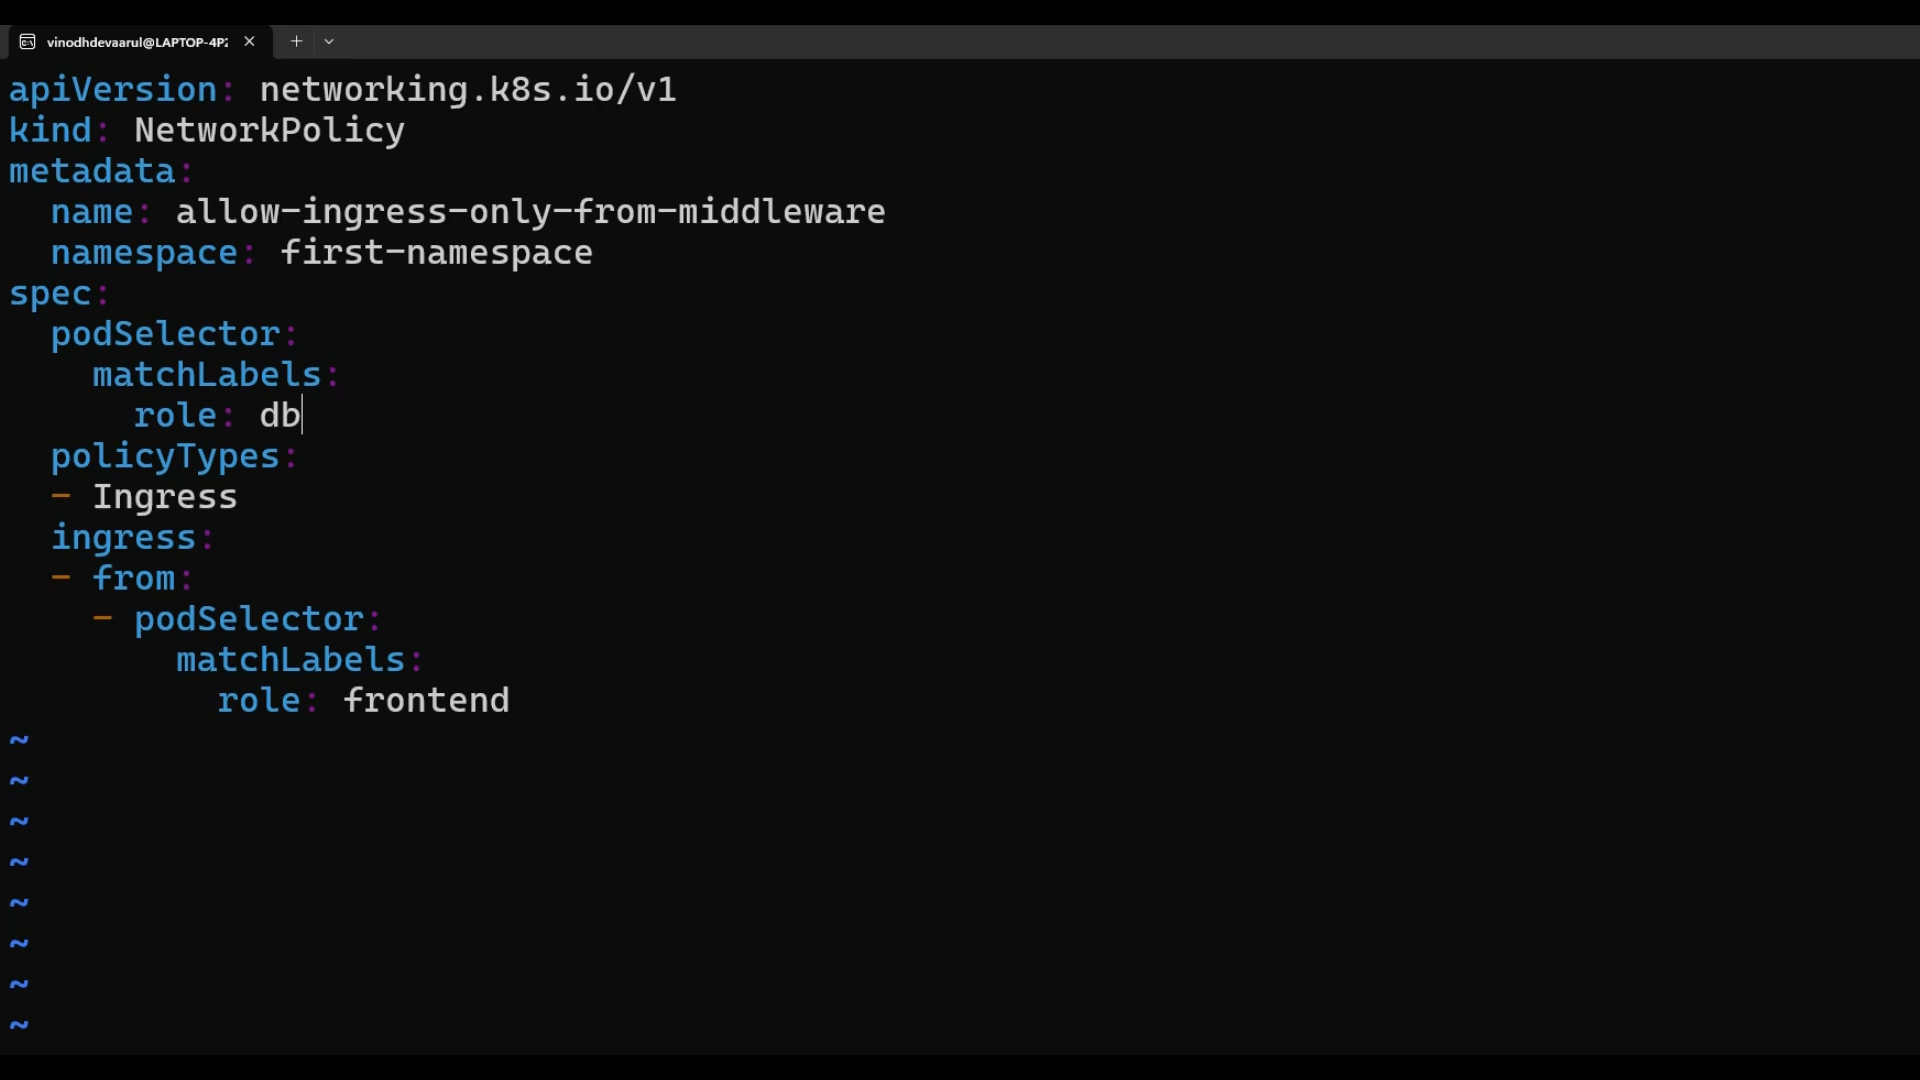 vinodhdevaarul@LAPTOP-4P2
apiVersion: networking.k8s.io/v1
kind: NetworkPolicy
metadata:
  name: allow-ingress-only-from-middleware
  namespace: first-namespace
spec:
  podSelector:
    matchLabels:
      role: db
  policyTypes:
  - Ingress
  ingress:
  - from:
    - podSelector:
        matchLabels:
          role: frontend
~
~
~
~
~
~
~
~